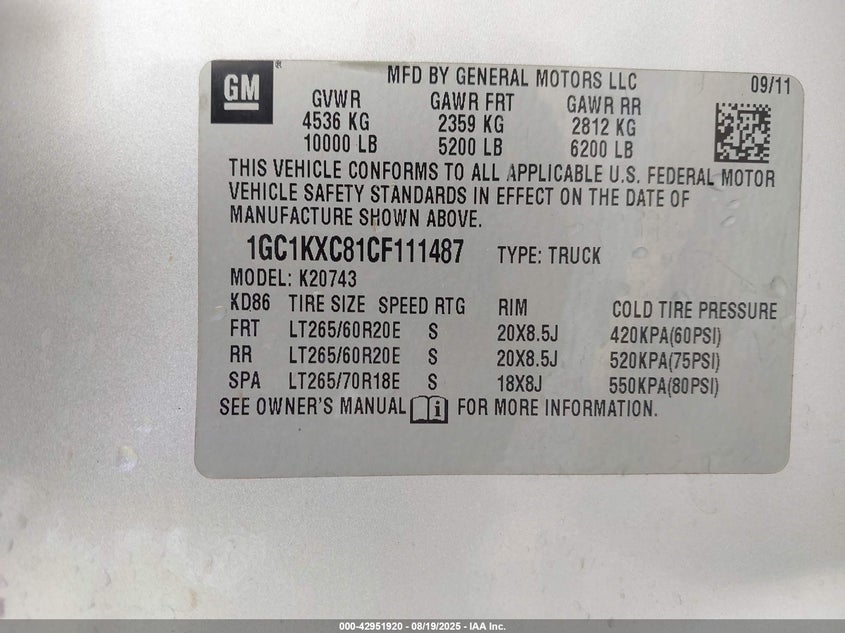 GM
MFD BY GENERAL MOTORS LLC 09/11
GVWR GAWR FRT GAWR RR
4536 KG 2359 KG 2812 KG
10000 LB 5200 LB 6200 LB
THIS VEHICLE CONFORMS TO ALL APPLICABLE U.S. FEDERAL MOTOR
VEHICLE SAFETY STANDARDS IN EFFECT ON THE DATE OF
MANUFACTURE SHOWN ABOVE.
1GC1KXC81CF111487 TYPE: TRUCK
MODEL: K20743
KD86 TIRE SIZE SPEED RTG RIM COLD TIRE PRESSURE
FRT LT265/60R20E S 20X8.5J 420KPA(60PSI)
RR LT265/60R20E S 20X8.5J 520KPA(75PSI)
SPA LT265/70R18E S 18X8J 550KPA(80PSI)
SEE OWNER'S MANUAL i FOR MORE INFORMATION.
000-42951920 - 08/19/2025 - IAA Inc.